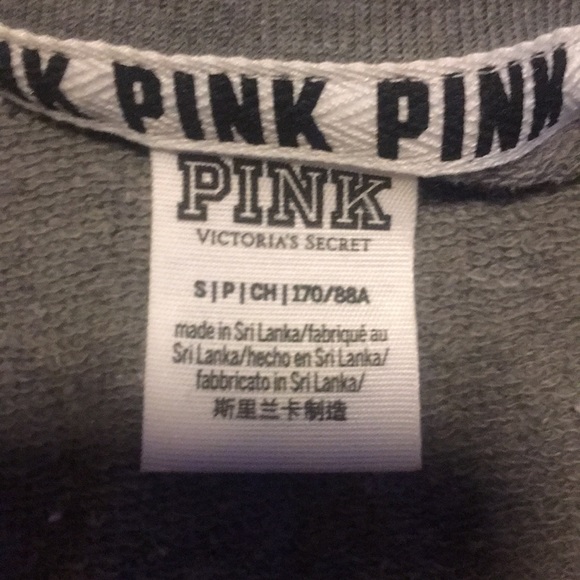 NK PINK PINK
PINK
VICTORIA'S SECRET
S|P|CH|170/88A
made in Sri Lanka/fabriqué au
Sri Lanka/hecho en Sri Lanka/
fabbricato in Sri Lanka/
斯里兰卡制造